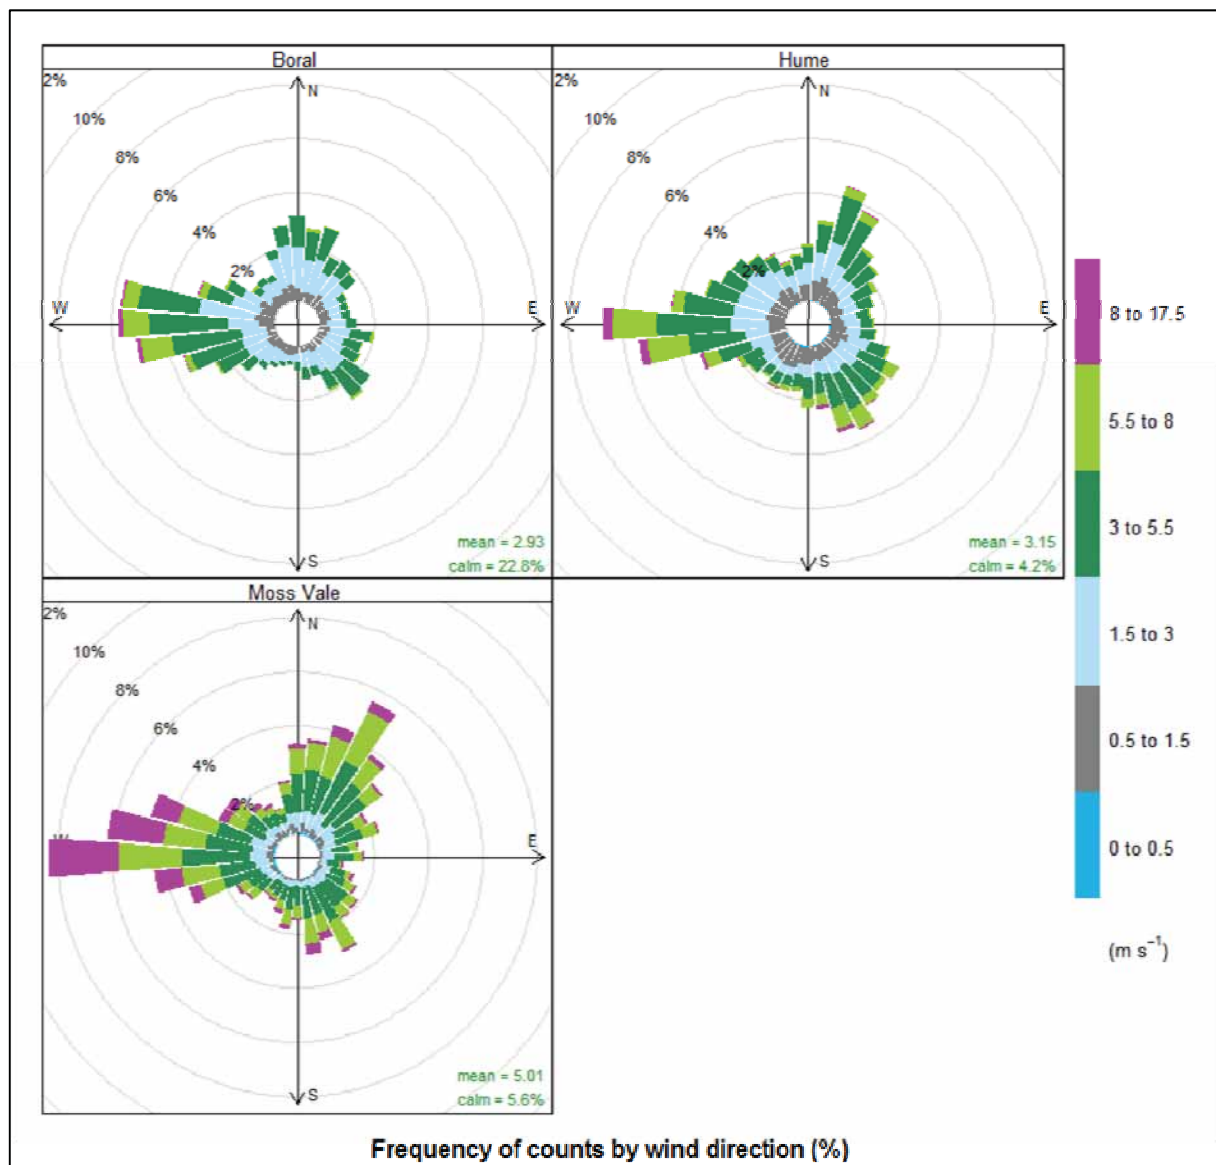 Boral
2%
10%
8%
6%
4%
2%
N
W
E
S
mean = 2.93
calm = 22.8%
Hume
2%
10%
8%
6%
4%
2%
N
W
E
S
mean = 3.15
calm = 4.2%
Moss Vale
2%
10%
8%
6%
4%
2%
N
E
S
mean = 5.01
calm = 5.6%
8 to 17.5
5.5 to 8
3 to 5.5
1.5 to 3
0.5 to 1.5
0 to 0.5
(m s⁻¹)
Frequency of counts by wind direction (%)